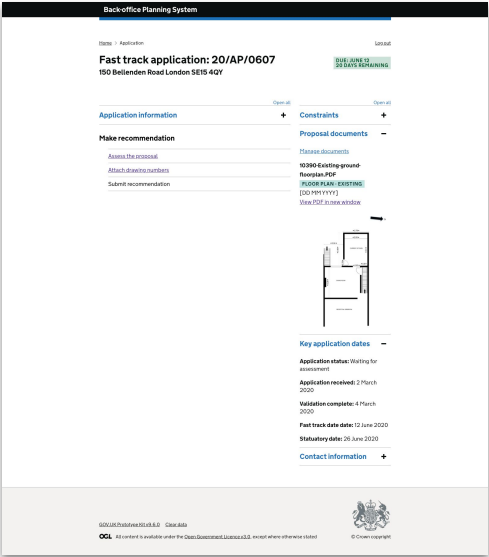 Back-office Planning System
Home > Application
Log out
Fast track application: 20/AP/0607
150 Bellenden Road London SE15 4QY
DUE: JUNE 12
20 DAYS REMAINING
Open all
Application information +
Make recommendation
Assess the proposal
Attach drawing numbers
Submit recommendation
Open all
Constraints +
Proposal documents −
Manage documents
10390-Existing-ground-
floorplan.PDF
FLOOR PLAN - EXISTING
[DD MM YYYY]
View PDF in new window
Key application dates −
Application status: Waiting for
assessment
Application received: 2 March
2020
Validation complete: 4 March
2020
Fast track date date: 12 June 2020
Statuatory date: 26 June 2020
Contact information +
GOV.UK Prototype Kit v9.6.0 Clear data
OGL All content is available under the Open Government Licence v3.0, except where otherwise stated
© Crown copyright